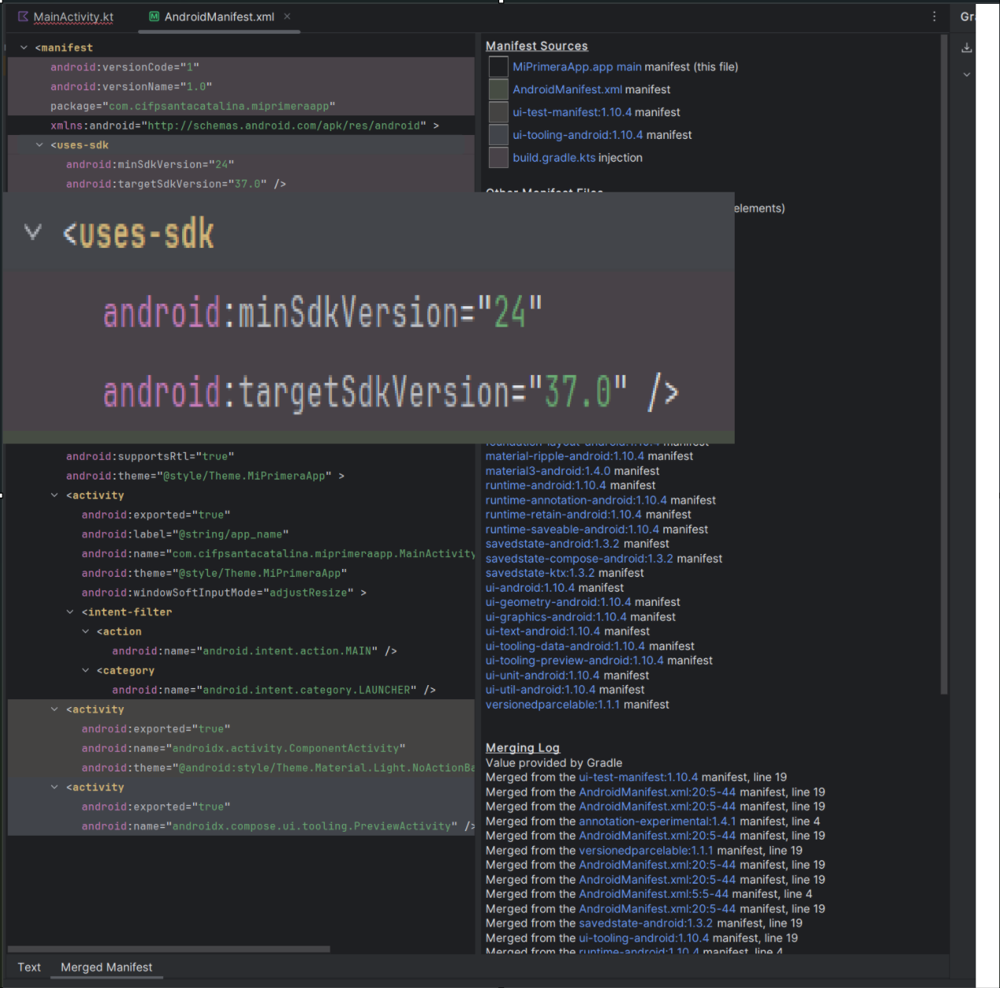 MainActivity.kt
AndroidManifest.xml
Gr
<manifest
android:versionCode="1"
android:versionName="1.0"
package="com.cifpsantacatalina.miprimeraapp"
xmlns:android="http://schemas.android.com/apk/res/android" >
<uses-sdk
android:minSdkVersion="24"
android:targetSdkVersion="37.0" />
<uses-sdk
android:minSdkVersion="24"
android:targetSdkVersion="37.0" />
android:supportsRtl="true"
android:theme="@style/Theme.MiPrimeraApp" >
<activity
android:exported="true"
android:label="@string/app_name"
android:name="com.cifpsantacatalina.miprimeraapp.MainActivity
android:theme="@style/Theme.MiPrimeraApp"
android:windowSoftInputMode="adjustResize" >
<intent-filter
<action
android:name="android.intent.action.MAIN" />
<category
android:name="android.intent.category.LAUNCHER" />
<activity
android:exported="true"
android:name="androidx.activity.ComponentActivity"
android:theme="@android:style/Theme.Material.Light.NoActionBa
<activity
android:exported="true"
android:name="androidx.compose.ui.tooling.PreviewActivity" />
Manifest Sources
MiPrimeraApp.app main manifest (this file)
AndroidManifest.xml manifest
ui-test-manifest:1.10.4 manifest
ui-tooling-android:1.10.4 manifest
build.gradle.kts injection
Other Manifest Files
elements)
foundation-layout-android:1.10.4 manifest
material-ripple-android:1.10.4 manifest
material3-android:1.4.0 manifest
runtime-android:1.10.4 manifest
runtime-annotation-android:1.10.4 manifest
runtime-retain-android:1.10.4 manifest
runtime-saveable-android:1.10.4 manifest
savedstate-android:1.3.2 manifest
savedstate-compose-android:1.3.2 manifest
savedstate-ktx:1.3.2 manifest
ui-android:1.10.4 manifest
ui-geometry-android:1.10.4 manifest
ui-graphics-android:1.10.4 manifest
ui-text-android:1.10.4 manifest
ui-tooling-data-android:1.10.4 manifest
ui-tooling-preview-android:1.10.4 manifest
ui-unit-android:1.10.4 manifest
ui-util-android:1.10.4 manifest
versionedparcelable:1.1.1 manifest
Merging Log
Value provided by Gradle
Merged from the ui-test-manifest:1.10.4 manifest, line 19
Merged from the AndroidManifest.xml:20:5-44 manifest, line 19
Merged from the AndroidManifest.xml:20:5-44 manifest, line 19
Merged from the annotation-experimental:1.4.1 manifest, line 4
Merged from the AndroidManifest.xml:20:5-44 manifest, line 19
Merged from the versionedparcelable:1.1.1 manifest, line 19
Merged from the AndroidManifest.xml:20:5-44 manifest, line 19
Merged from the AndroidManifest.xml:20:5-44 manifest, line 19
Merged from the AndroidManifest.xml:5:5-44 manifest, line 4
Merged from the AndroidManifest.xml:20:5-44 manifest, line 19
Merged from the savedstate-android:1.3.2 manifest, line 19
Merged from the ui-tooling-android:1.10.4 manifest, line 19
Merged from the runtime-android:1.10.4 manifest, line 4
Text
Merged Manifest